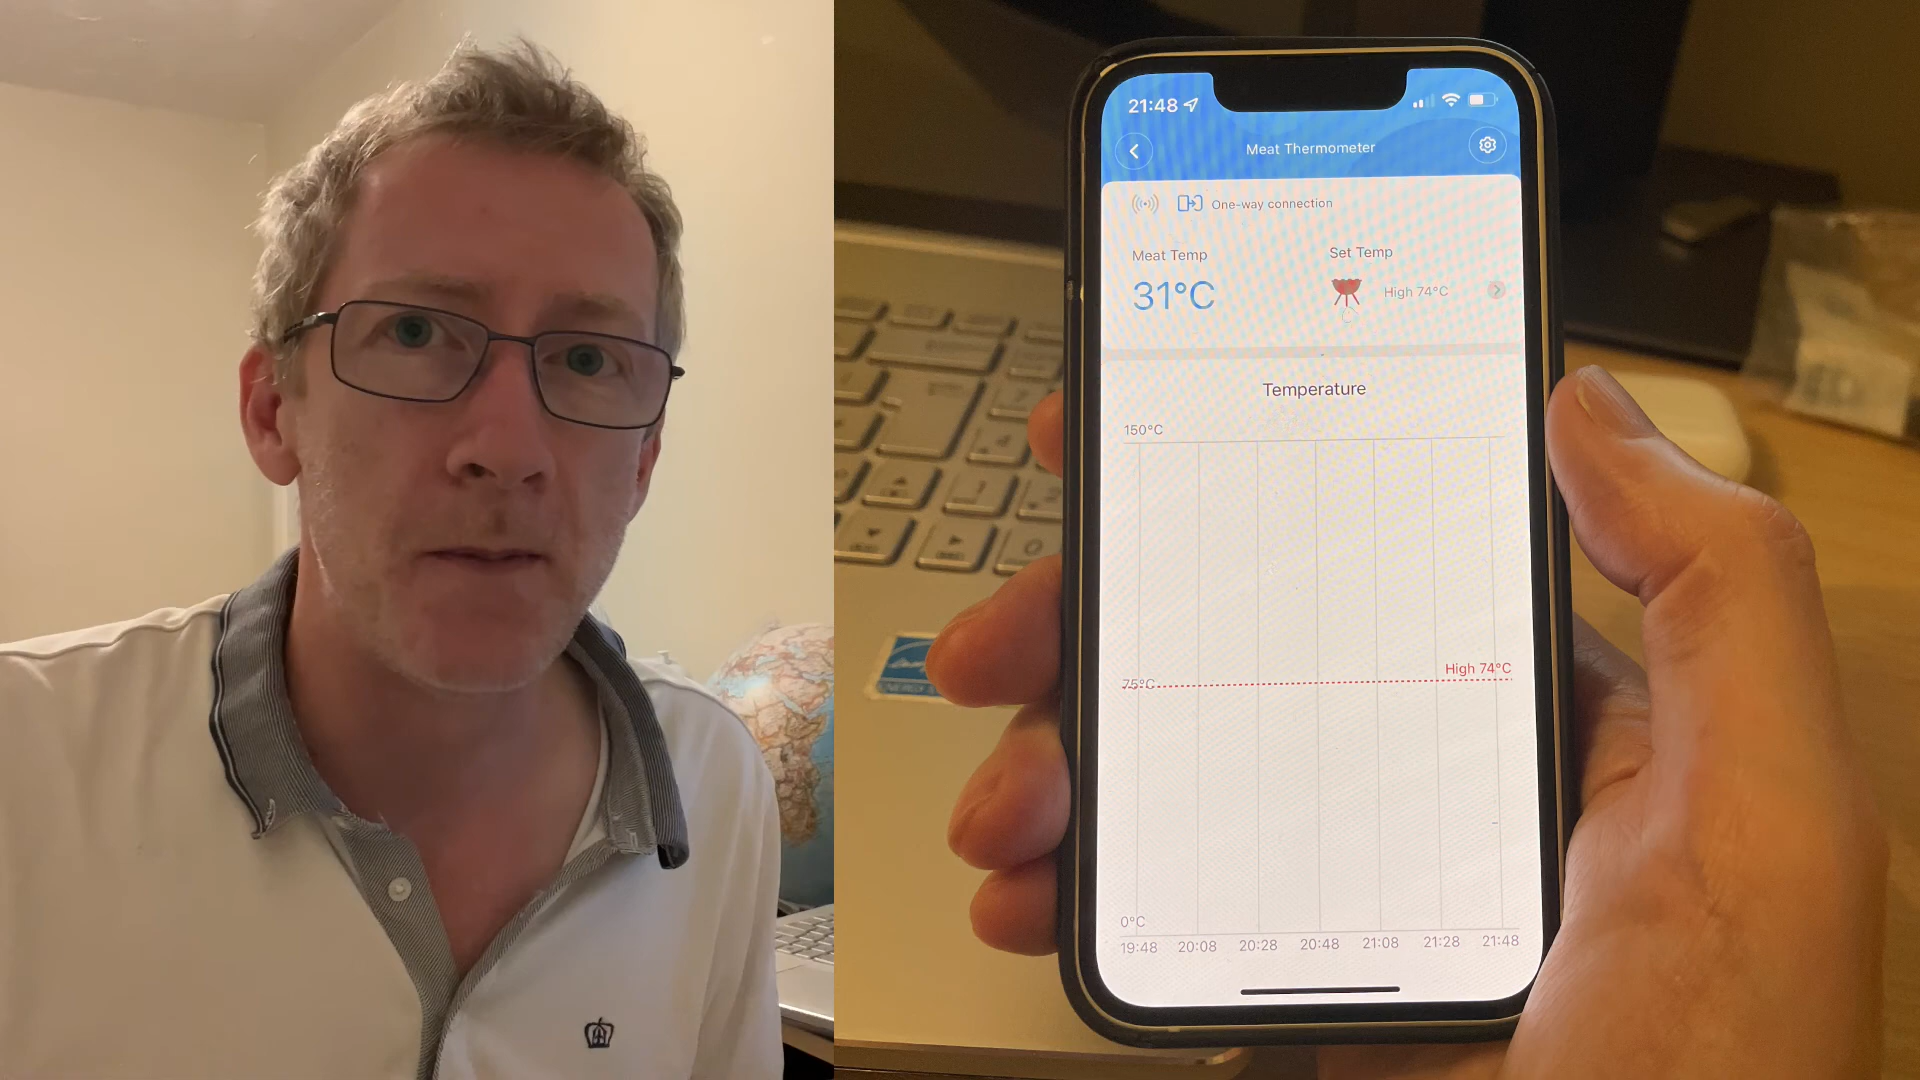 21:48
Meat Thermometer
One-way connection
Meat Temp
Set Temp
31°C
High 74°C
Temperature
150°C
High 74°C
75°C
0°C
19:48 20:08 20:28 20:48 21:08 21:28 21:48